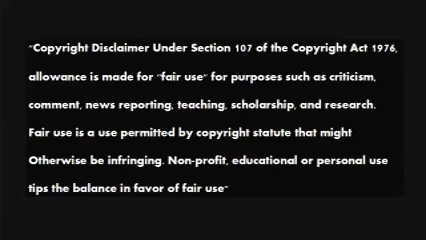 "Copyright Disclaimer Under Section 107 of the Copyright Act 1976,
allowance is made for "fair use" for purposes such as criticism,
comment, news reporting, teaching, scholarship, and research.
Fair use is a use permitted by copyright statute that might
Otherwise be infringing. Non-profit, educational or personal use
tips the balance in favor of fair use"